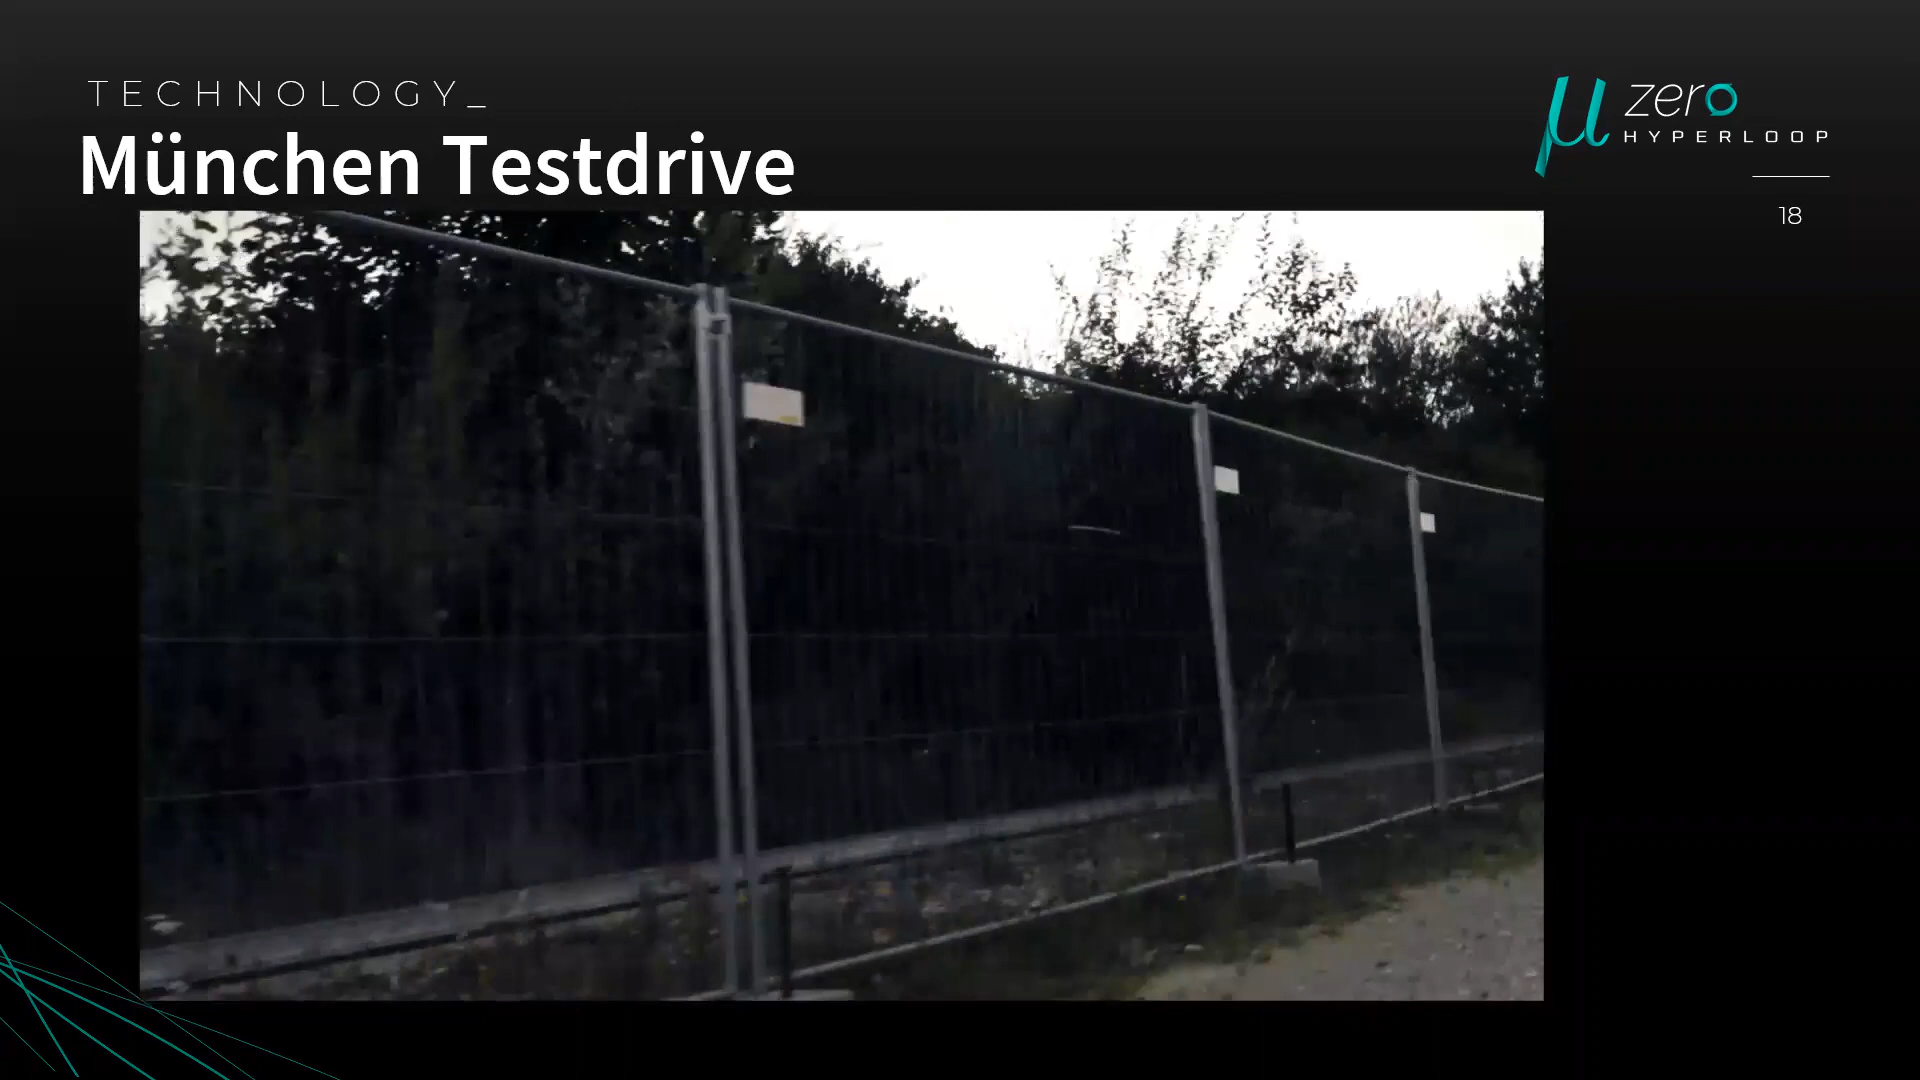 TECHNOLOGY_
München Testdrive
μ zero
HYPERLOOP
18